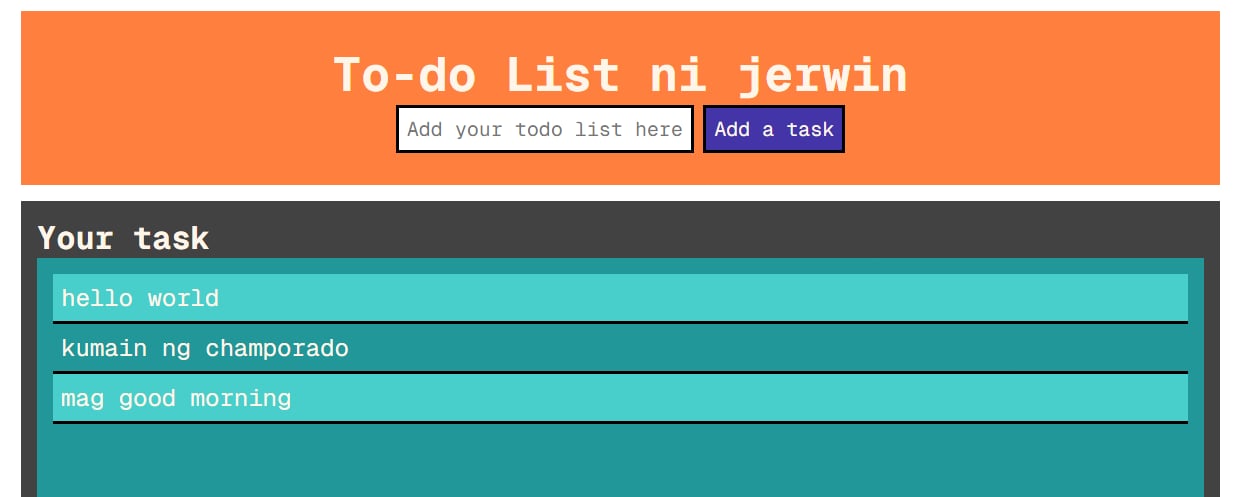 To-do List ni jerwin
Add your todo list here Add a task
Your task
hello world
kumain ng champorado
mag good morning